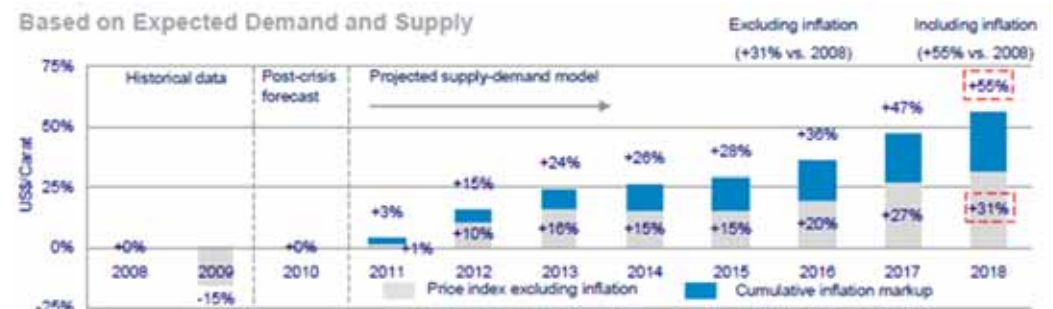 Based on Expected Demand and Supply
Excluding inflation
(+31% vs. 2008)
Including inflation
(+55% vs. 2008)
US$/Carat
75%
50%
25%
0%
-25%
Historical data
Post-crisis
forecast
Projected supply-demand model
+0%
-15%
+0%
+3%
+1%
+15%
+10%
+24%
+16%
+26%
+15%
+28%
+15%
+36%
+20%
+47%
+27%
+55%
+31%
2008 2009 2010 2011 2012 2013 2014 2015 2016 2017 2018
Price index excluding inflation
Cumulative inflation markup